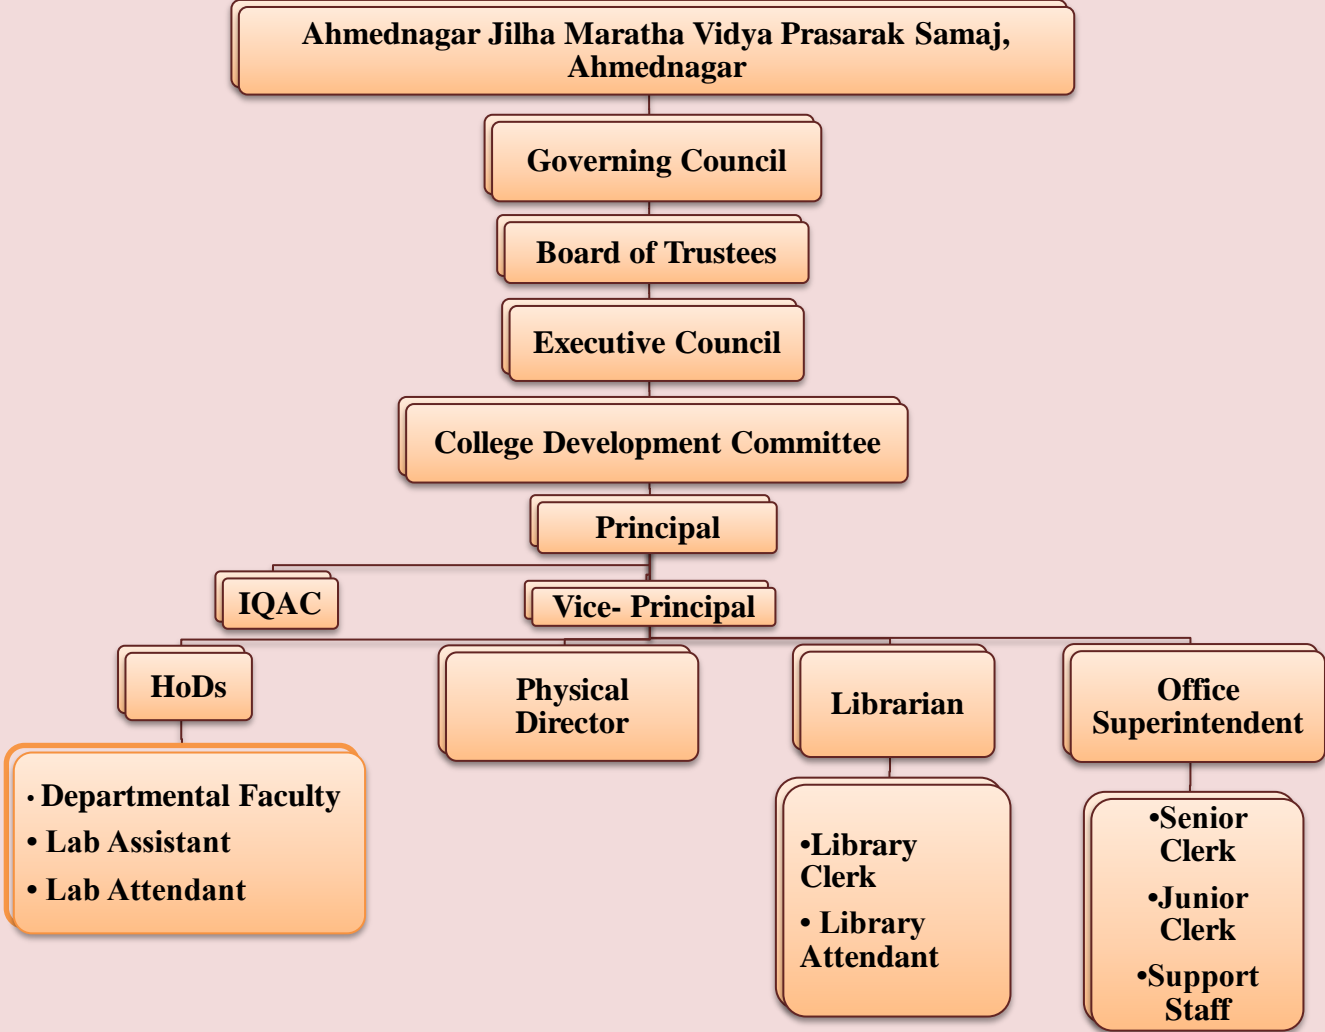 Ahmednagar Jilha Maratha Vidya Prasarak Samaj,
Ahmednagar
Governing Council
Board of Trustees
Executive Council
College Development Committee
Principal
IQAC
Vice- Principal
HoDs
Physical
Director
Librarian
Office
Superintendent
• Departmental Faculty
• Lab Assistant
• Lab Attendant
•Library
Clerk
• Library
Attendant
•Senior
Clerk
•Junior
Clerk
•Support
Staff